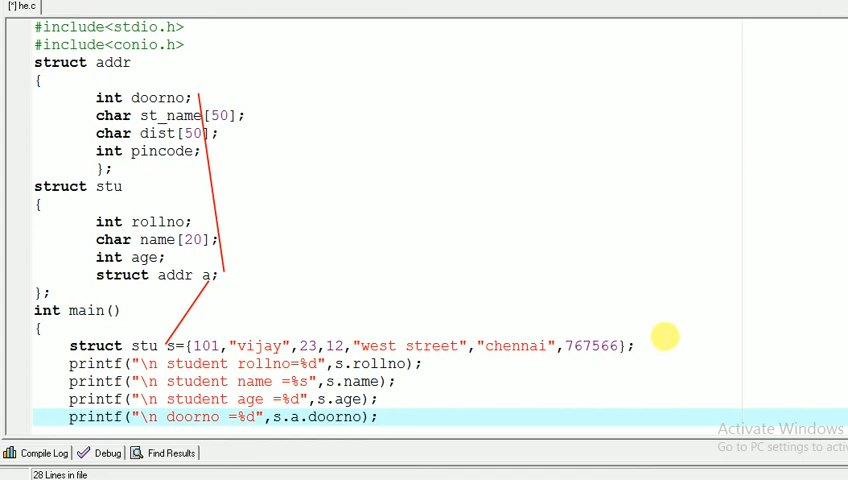 [*] he.c
#include<stdio.h>
#include<conio.h>
struct addr
{
int doorno;
char st_name[50];
char dist[50];
int pincode;
};
struct stu
{
int rollno;
char name[20];
int age;
struct addr a;
};
int main()
{
struct stu s={101,"vijay",23,12,"west street","chennai",767566};
printf("\n student rollno=%d",s.rollno);
printf("\n student name =%s",s.name);
printf("\n student age =%d",s.age);
printf("\n doorno =%d",s.a.doorno);
Activate Windows
Go to PC settings to activ
Compile Log Debug Find Results
28 Lines in file